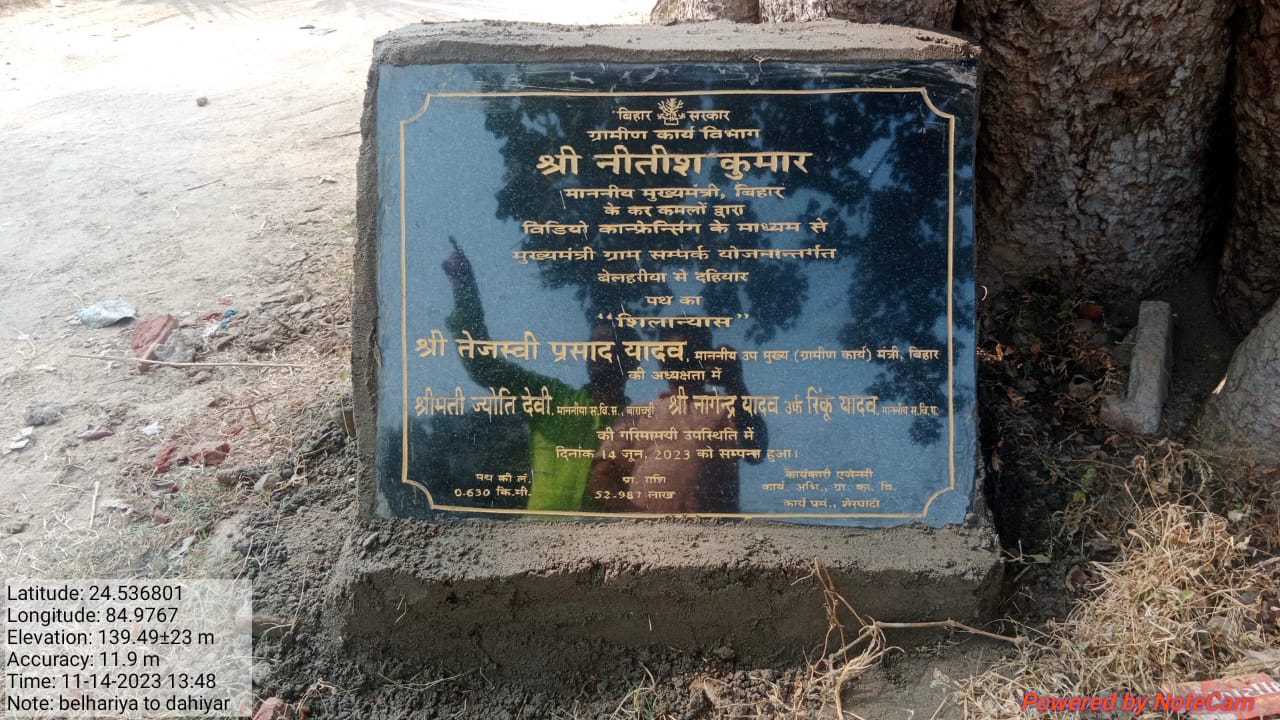 बिहार सरकार
ग्रामीण कार्य विभाग
श्री नीतीश कुमार
माननीय मुख्यमंत्री, बिहार
के कर कमलों द्वारा
विडियो कान्फ्रेन्सिंग के माध्यम से
मुख्यमंत्री ग्राम सम्पर्क योजनान्तर्गत
बेलहरीया से दहियार
पथ का
“शिलान्यास”
श्री तेजस्वी प्रसाद यादव, माननीय उप मुख्य (ग्रामीण कार्य) मंत्री, बिहार
की अध्यक्षता में
श्रीमती ज्योति देवी, माननीया स.वि.स., बाराचट्टी श्री नागेन्द्र यादव उर्फ रिंकू यादव, माननीय स.वि.प.
की गरिमामयी उपस्थिति में
दिनांक 14 जून, 2023 को सम्पन्न हुआ।
पथ की लं. प्रा. राशि कार्यकारी एजेन्सी
0.630 कि.मी. 52.987 लाख कार्य. अभि., ग्रा. का. वि.
कार्य प्रमं., शेरघाटी
Latitude: 24.536801
Longitude: 84.9767
Elevation: 139.49±23 m
Accuracy: 11.9 m
Time: 11-14-2023 13:48
Note: belhariya to dahiyar
Powered by NoteCam